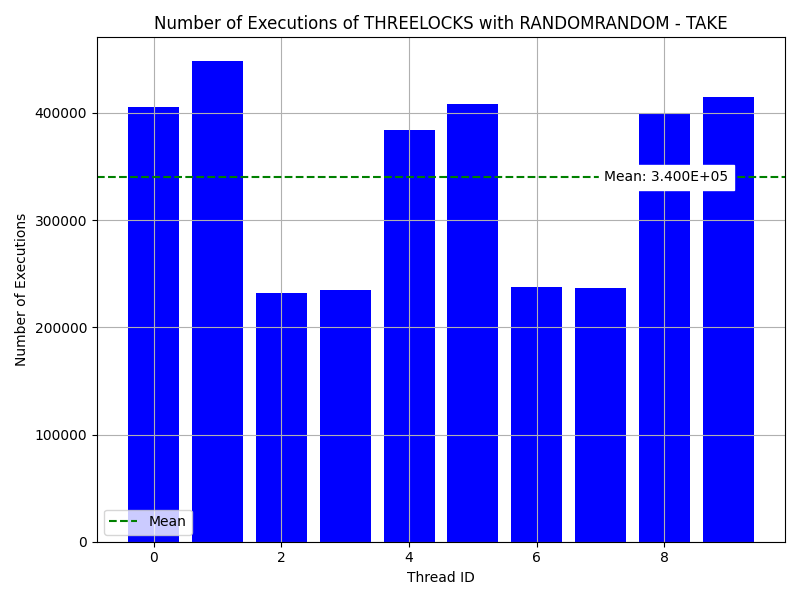 Number of Executions of THREELOCKS with RANDOMRANDOM - TAKE
Number of Executions
400000
300000
200000
100000
0
Mean: 3.400E+05
Mean
0 2 4 6 8
Thread ID